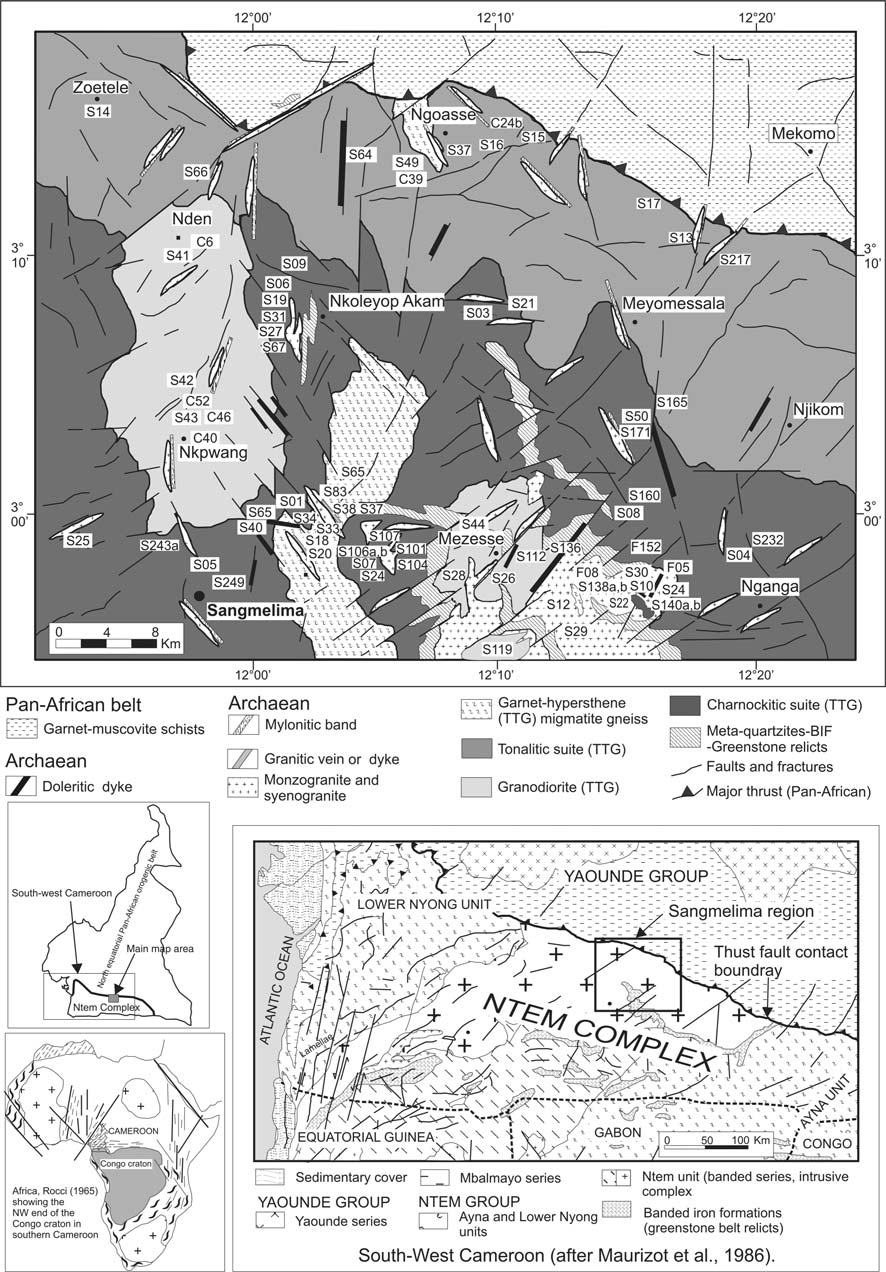 12°00'
12°10'
12°20'
Zoetele
S14
Ngoasse
C24b
S15
Mekomo
S64
S37
S16
S49
C39
S66
S17
Nden
C6
S41
S13
S217
3°
10'
3°
10'
S09
S06
S19
S31
S27
S67
Nkoleyop Akam
S21
S03
Meyomessala
S42
C52
S43
C46
C40
Nkpwang
S165
S50
S171
Njikom
S65
S83
S38
S37
S01
S65
S34
S33
S40
S18
S20
S160
S08
3°
00'
3°
00'
S25
S243a
S05
S249
Sangmelima
S44
Mezesse
S107
S106a,b
S101
S07
S104
S24
S28
S26
S112
S136
F152
F08
S30
F05
S138a,b
S10
S24
S12
S22
S140a,b
S29
S119
S04
S232
Nganga
0 4 8
Km
12°00'
12°10'
12°20'
Pan-African belt
Garnet-muscovite schists
Archaean
Doleritic dyke
Archaean
Mylonitic band
Granitic vein or dyke
Monzogranite and
syenogranite
Garnet-hypersthene
(TTG) migmatite gneiss
Tonalitic suite (TTG)
Granodiorite (TTG)
Charnockitic suite (TTG)
Meta-quartzites-BIF
-Greenstone relicts
Faults and fractures
Major thrust (Pan-African)
South-west Cameroon
North equatorial Pan-African orogenic belt
Main map area
Ntem Complex
CAMEROON
Congo craton
Africa, Rocci (1965)
showing the
NW end of the
Congo craton in
southern Cameroon
YAOUNDE GROUP
LOWER NYONG UNIT
Sangmelima region
Thust fault contact
boundray
ATLANTIC OCEAN
NTEM COMPLEX
Lamellae
EQUATORIAL GUINEA
GABON
AYNA UNIT
CONGO
0 50 100 Km
Sedimentary cover
YAOUNDE GROUP
Yaounde series
Mbalmayo series
NTEM GROUP
Ayna and Lower Nyong
units
Ntem unit (banded series, intrusive
complex
Banded iron formations
(greenstone belt relicts)
South-West Cameroon (after Maurizot et al., 1986).